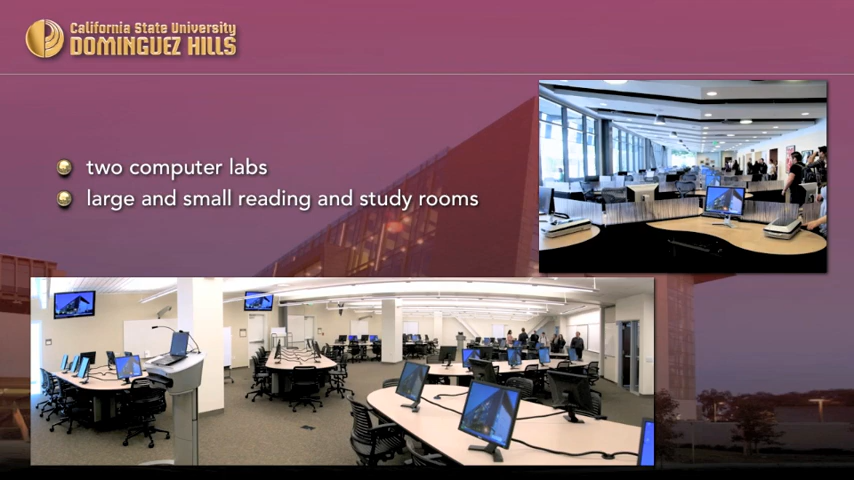 California State University
DOMINGUEZ HILLS
two computer labs
large and small reading and study rooms